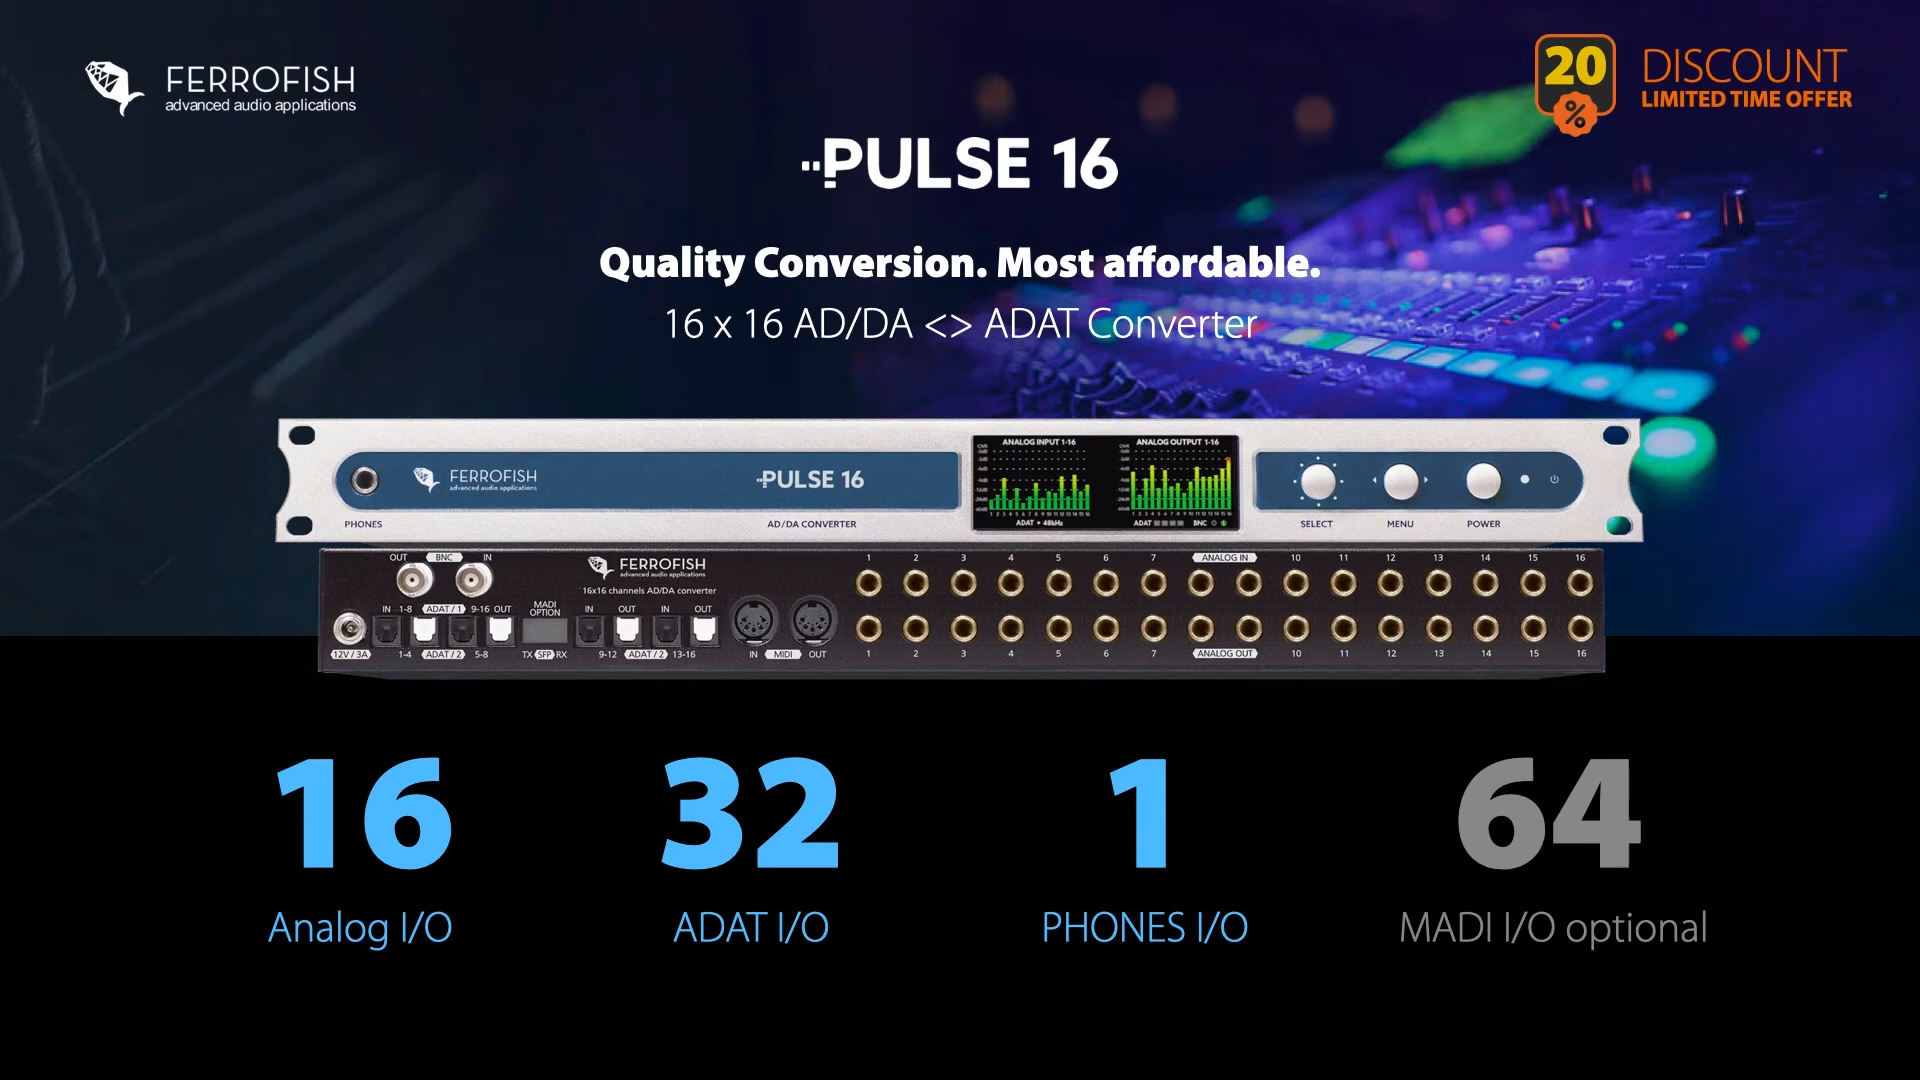 FERROFISH
advanced audio applications
20
%
DISCOUNT
LIMITED TIME OFFER
PULSE 16
Quality Conversion. Most affordable.
16 x 16 AD/DA <> ADAT Converter
PHONES
FERROFISH
advanced audio applications
PULSE 16
AD/DA CONVERTER
ANALOG INPUT 1-16
ANALOG OUTPUT 1-16
ADAT • 48kHz
ADAT
BNC
SELECT
MENU
POWER
OUT BNC IN
FERROFISH
advanced audio applications
16x16 channels AD/DA converter
1 2 3 4 5 6 7 ANALOG IN 10 11 12 13 14 15 16
IN 1-8 ADAT / 1 9-16 OUT
MADI OPTION
IN OUT IN OUT
12V / 3A
1-4 ADAT / 2 5-8
TX SFP RX
9-12 ADAT / 2 13-16
IN MIDI OUT
1 2 3 4 5 6 7 ANALOG OUT 10 11 12 13 14 15 16
16
Analog I/O
32
ADAT I/O
1
PHONES I/O
64
MADI I/O optional